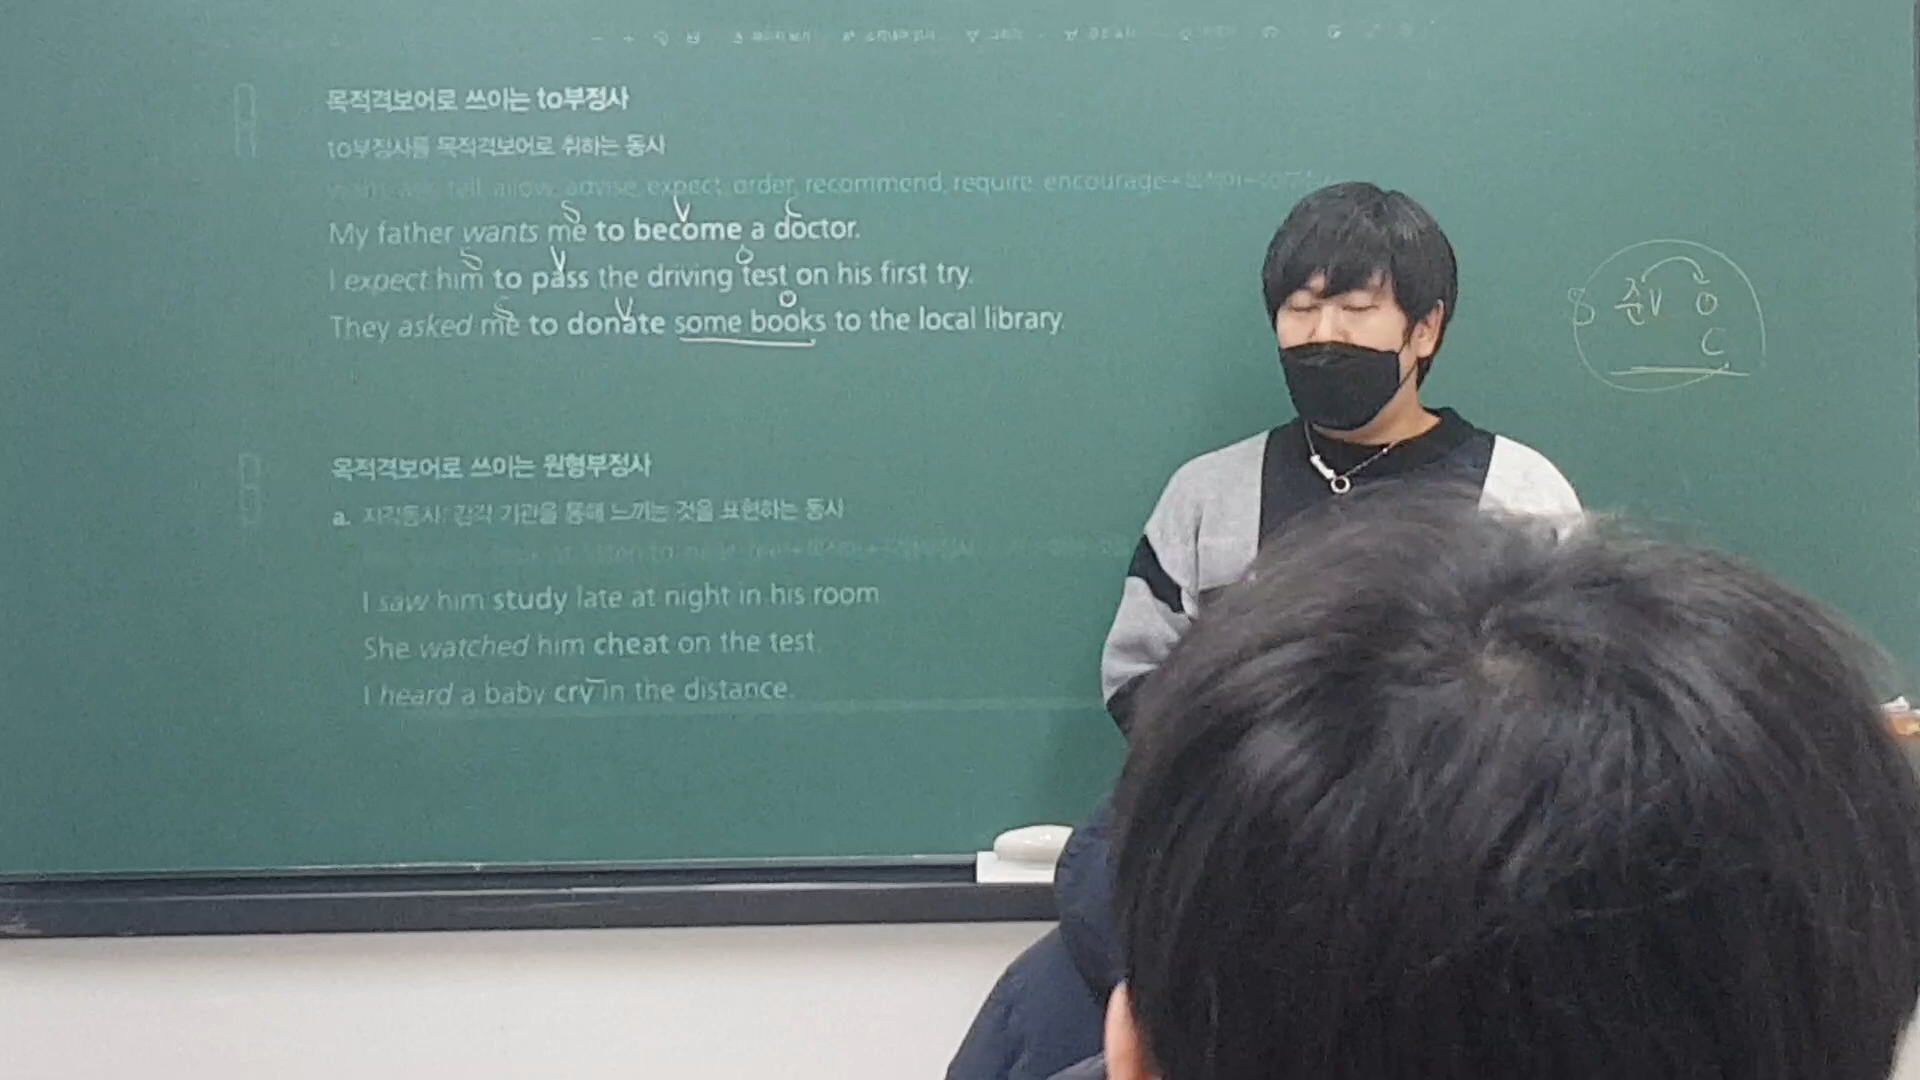 목적격보어로 쓰이는 to부정사
to부정사를 목적격보어로 취하는 동사
tell allow advise, expect, order, recommend, require encourage+
S V C
My father wants me to become a doctor.
S V O
I expect him to pass the driving test on his first try.
S V O
They asked me to donate some books to the local library.
S 준V O
C
목적격보어로 쓰이는 원형부정사
a. 지각동사: 감각 기관을 통해 느끼는 것을 표현하는 동사
I saw him study late at night in his room
She watched him cheat on the test.
I heard a baby cry in the distance.